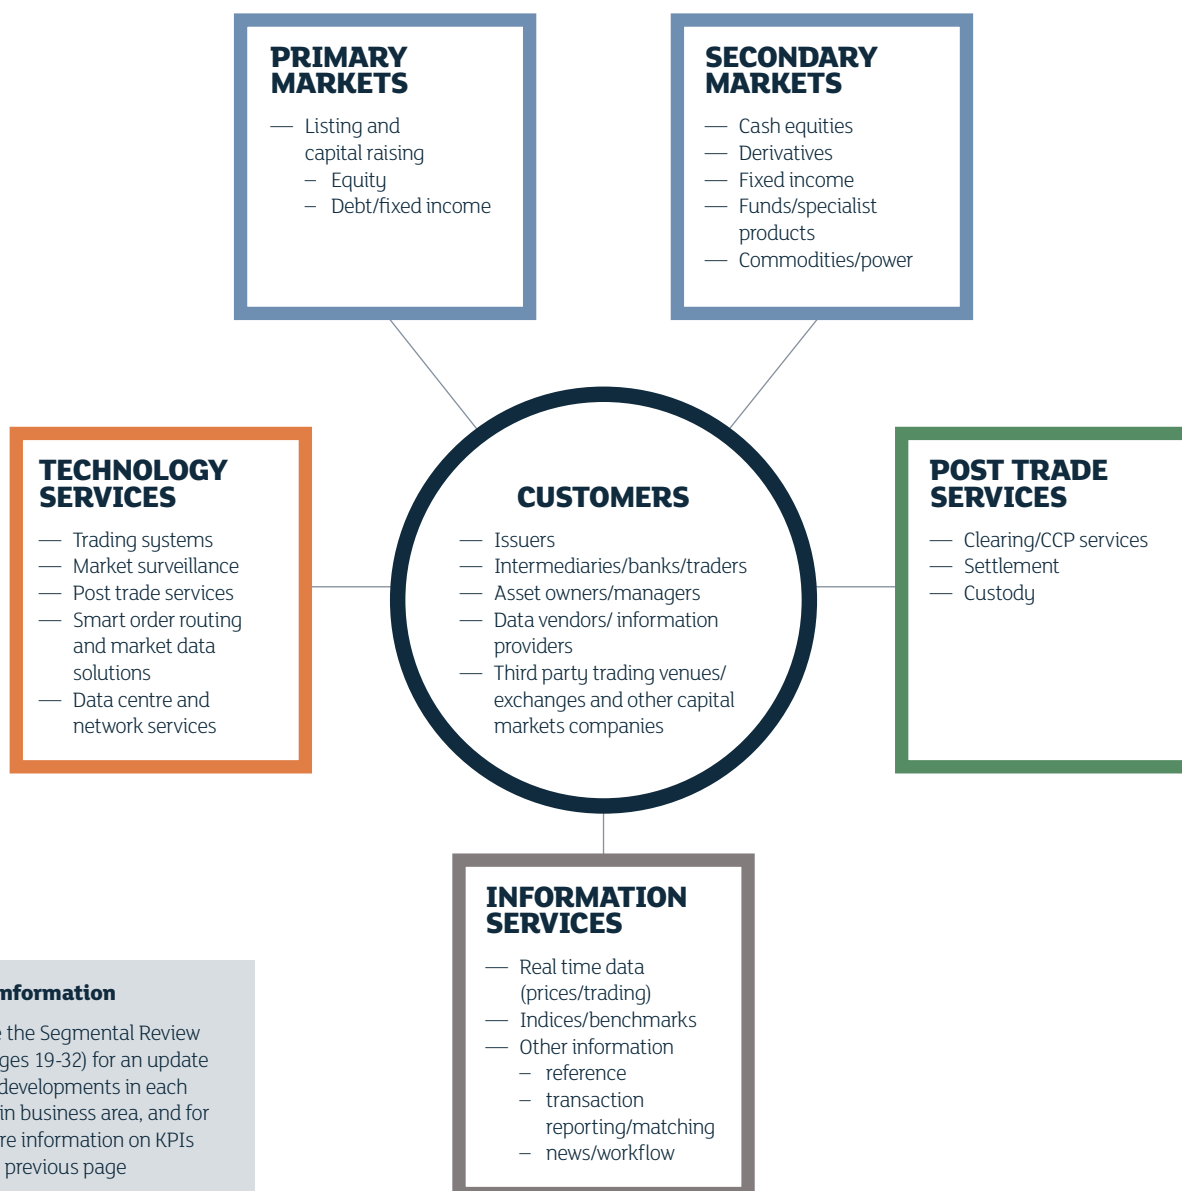 PRIMARY
MARKETS
— Listing and
capital raising
– Equity
– Debt/fixed income
SECONDARY
MARKETS
— Cash equities
— Derivatives
— Fixed income
— Funds/specialist
products
— Commodities/power
TECHNOLOGY
SERVICES
— Trading systems
— Market surveillance
— Post trade services
— Smart order routing
and market data
solutions
— Data centre and
network services
CUSTOMERS
— Issuers
— Intermediaries/banks/traders
— Asset owners/managers
— Data vendors/ information
providers
— Third party trading venues/
exchanges and other capital
markets companies
POST TRADE
SERVICES
— Clearing/CCP services
— Settlement
— Custody
INFORMATION
SERVICES
— Real time data
(prices/trading)
— Indices/benchmarks
— Other information
– reference
– transaction
reporting/matching
– news/workflow
the Segmental Review
19-32) for an update
developments in each
business area, and for
information on KPIs
previous page